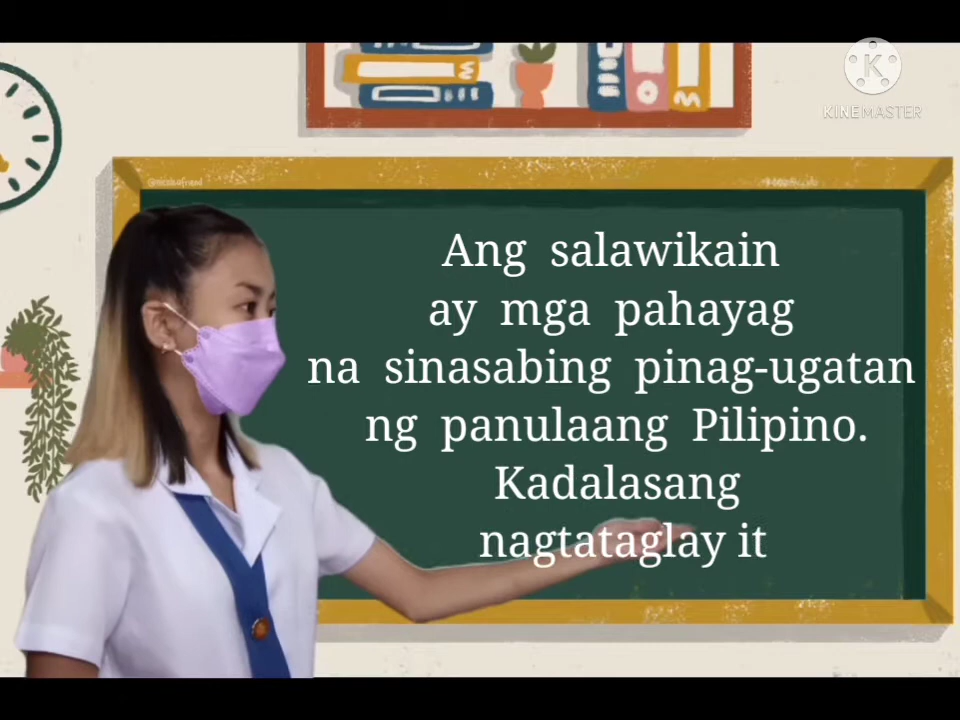 KINEMASTER
Ang salawikain
ay mga pahayag
na sinasabing pinag-ugatan
ng panulaang Pilipino.
Kadalasang
nagtataglay it